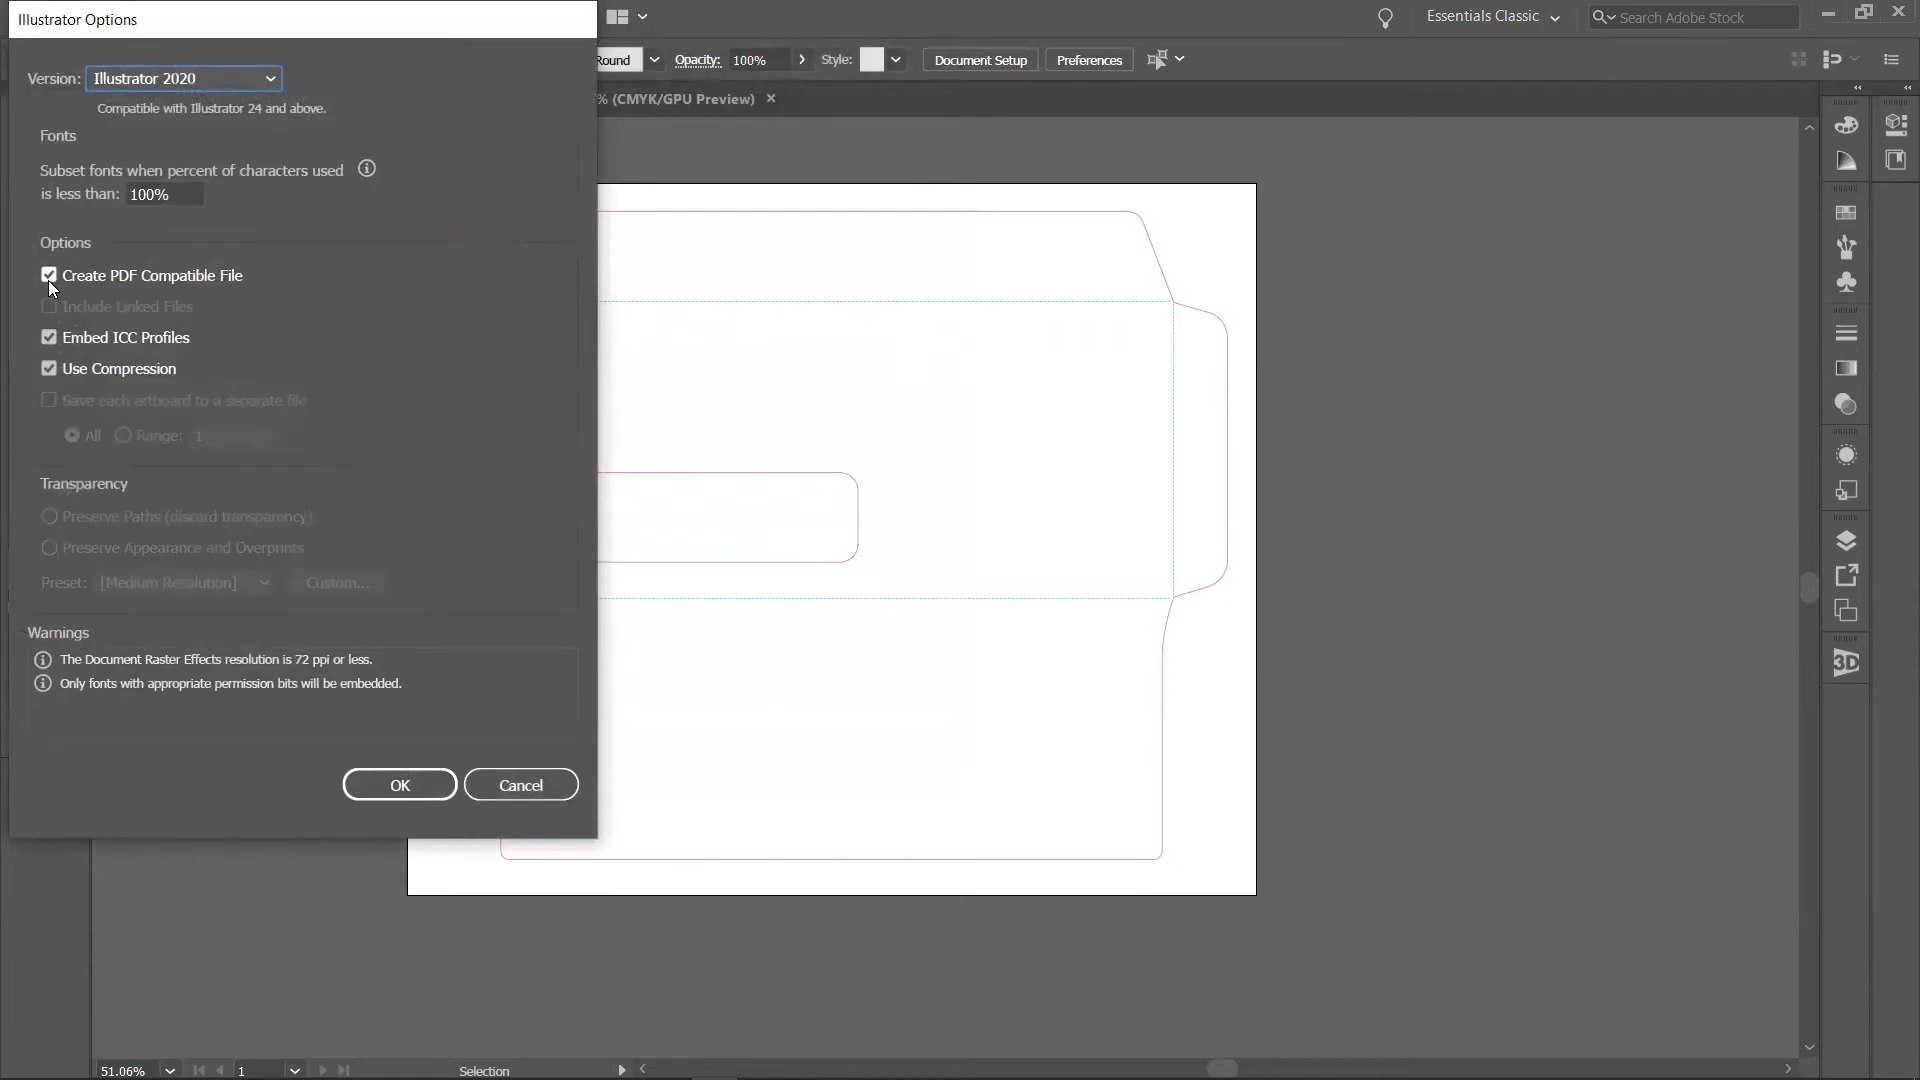 Illustrator Options
Essentials Classic
Search Adobe Stock
Version: Illustrator 2020
Compatible with Illustrator 24 and above.
Round
Opacity: 100%
Style:
Document Setup
Preferences
% (CMYK/GPU Preview) ×
Fonts
Subset fonts when percent of characters used
is less than: 100%
Options
Create PDF Compatible File
Include Linked Files
Embed ICC Profiles
Use Compression
Save each artboard to a separate file
All Range: 1
Transparency
Preserve Paths (discard transparency)
Preserve Appearance and Overprints
Preset: [Medium Resolution] Custom...
Warnings
The Document Raster Effects resolution is 72 ppi or less.
Only fonts with appropriate permission bits will be embedded.
OK
Cancel
3D
51.06%
1
Selection